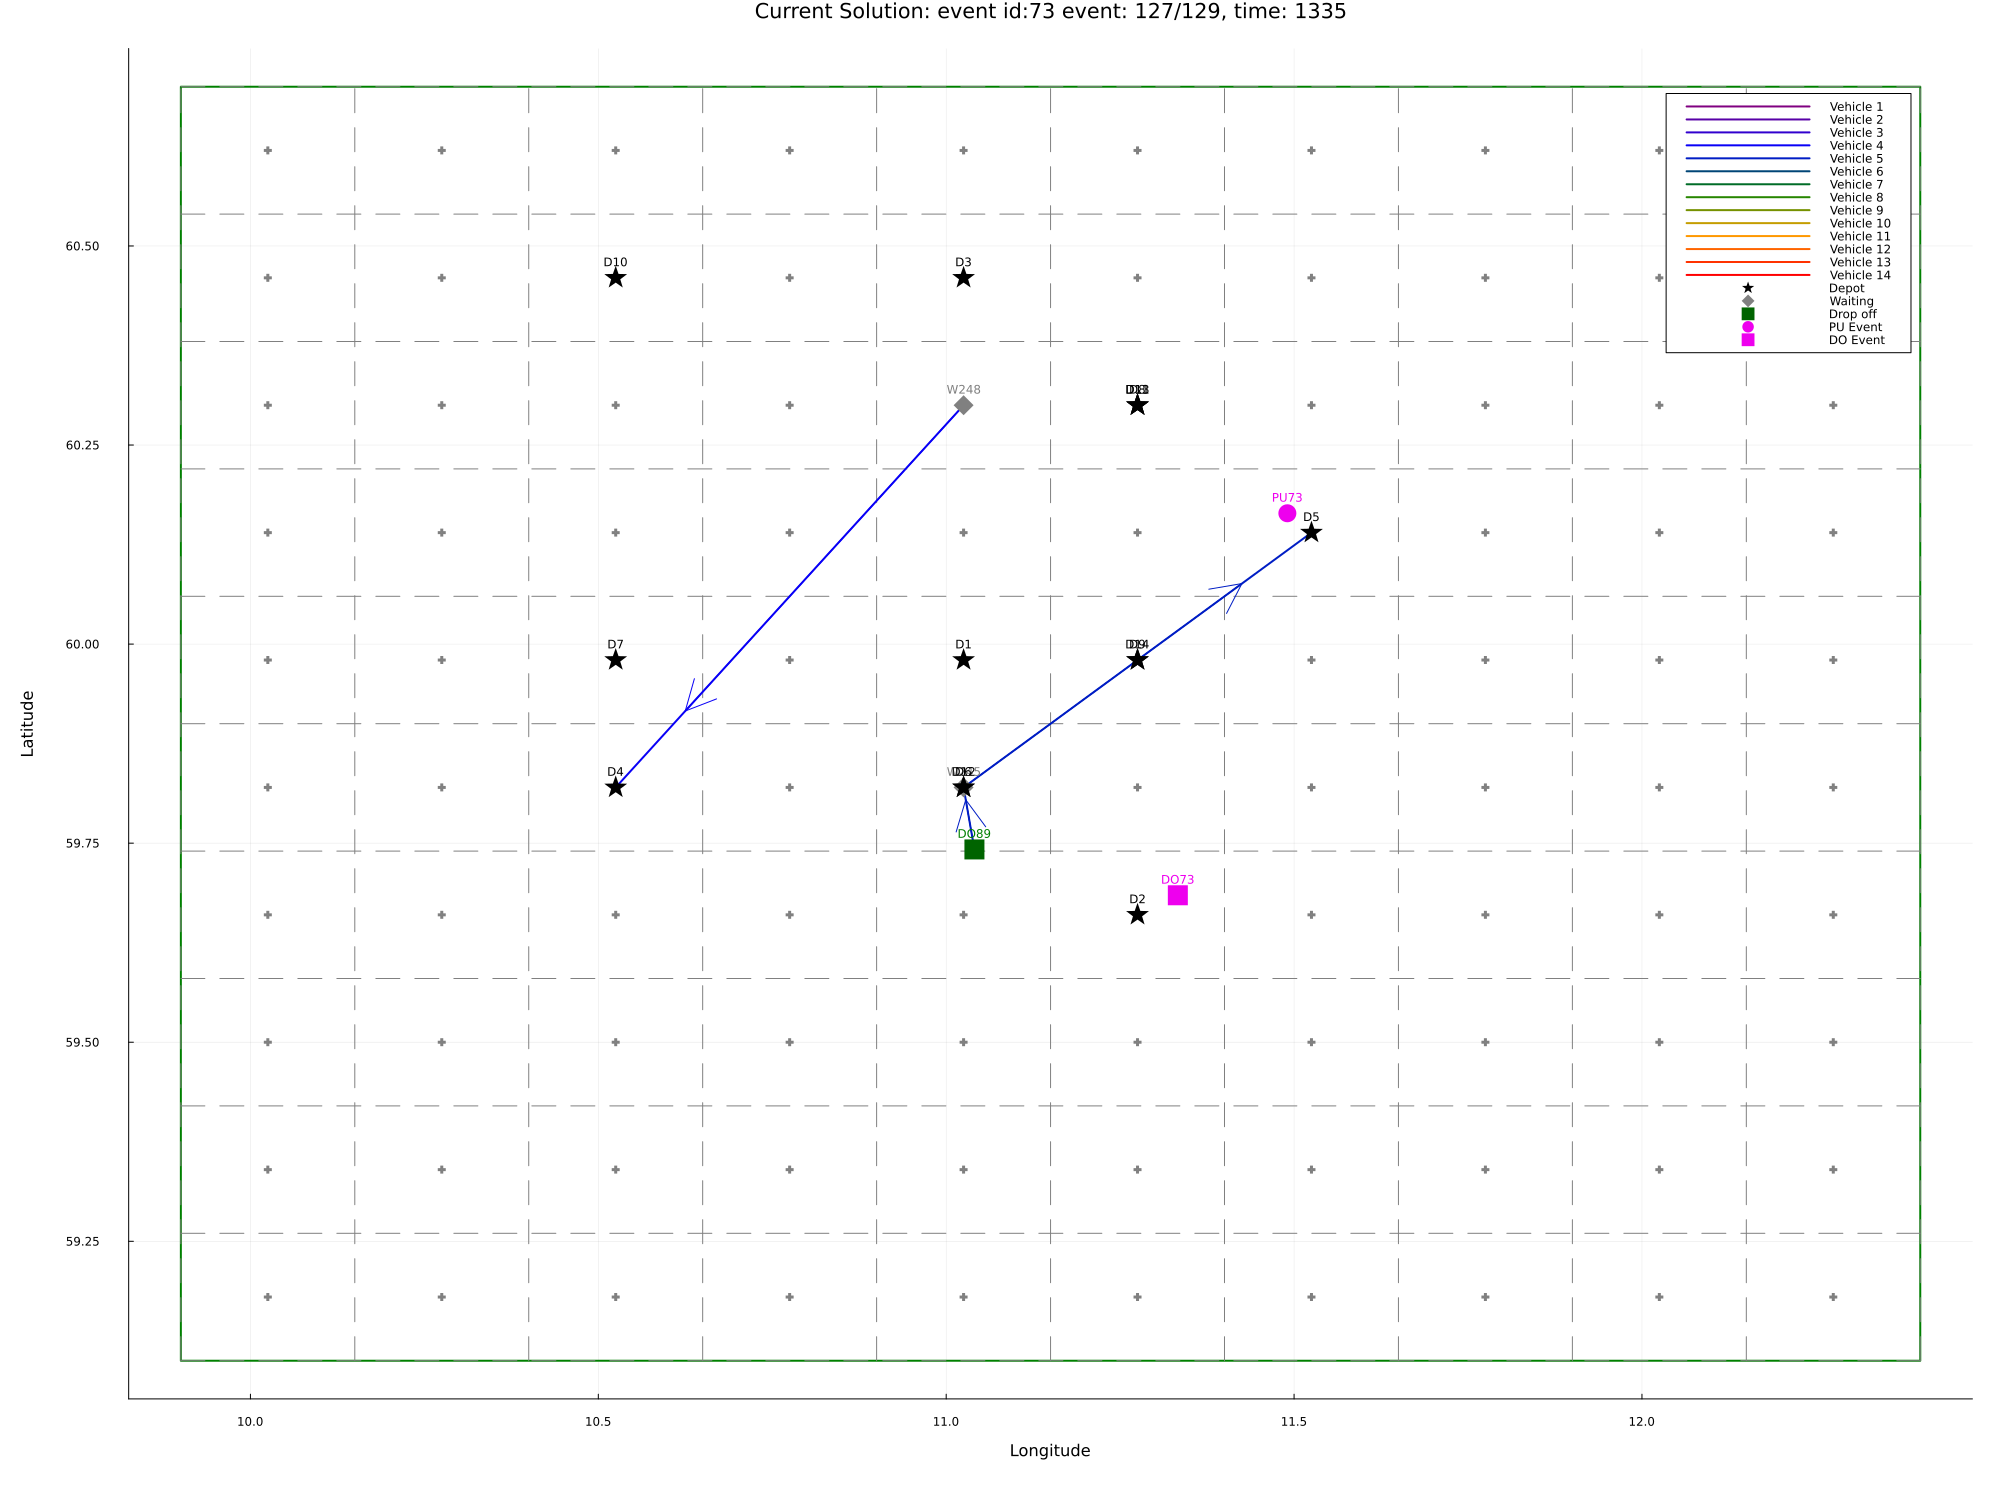 Current Solution: event id:73 event: 127/129, time: 1335
Vehicle 1
Vehicle 2
Vehicle 3
Vehicle 4
Vehicle 5
Vehicle 6
Vehicle 7
Vehicle 8
Vehicle 9
Vehicle 10
Vehicle 11
Vehicle 12
Vehicle 13
Vehicle 14
Depot
Waiting
Drop off
PU Event
DO Event
60.50
60.25
60.00
59.75
59.50
59.25
Latitude
D10
D3
W248
PU73
D5
D7
D1
D4
DO89
DO73
D2
10.0
10.5
11.0
11.5
12.0
Longitude